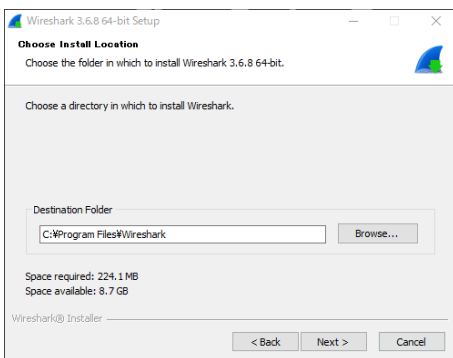 Wireshark 3.6.8 64-bit Setup
Choose Install Location
Choose the folder in which to install Wireshark 3.6.8 64-bit.
Choose a directory in which to install Wireshark.
Destination Folder
C:¥Program Files¥Wireshark
Browse...
Space required: 224.1 MB
Space available: 8.7 GB
Wireshark® Installer
< Back
Next >
Cancel